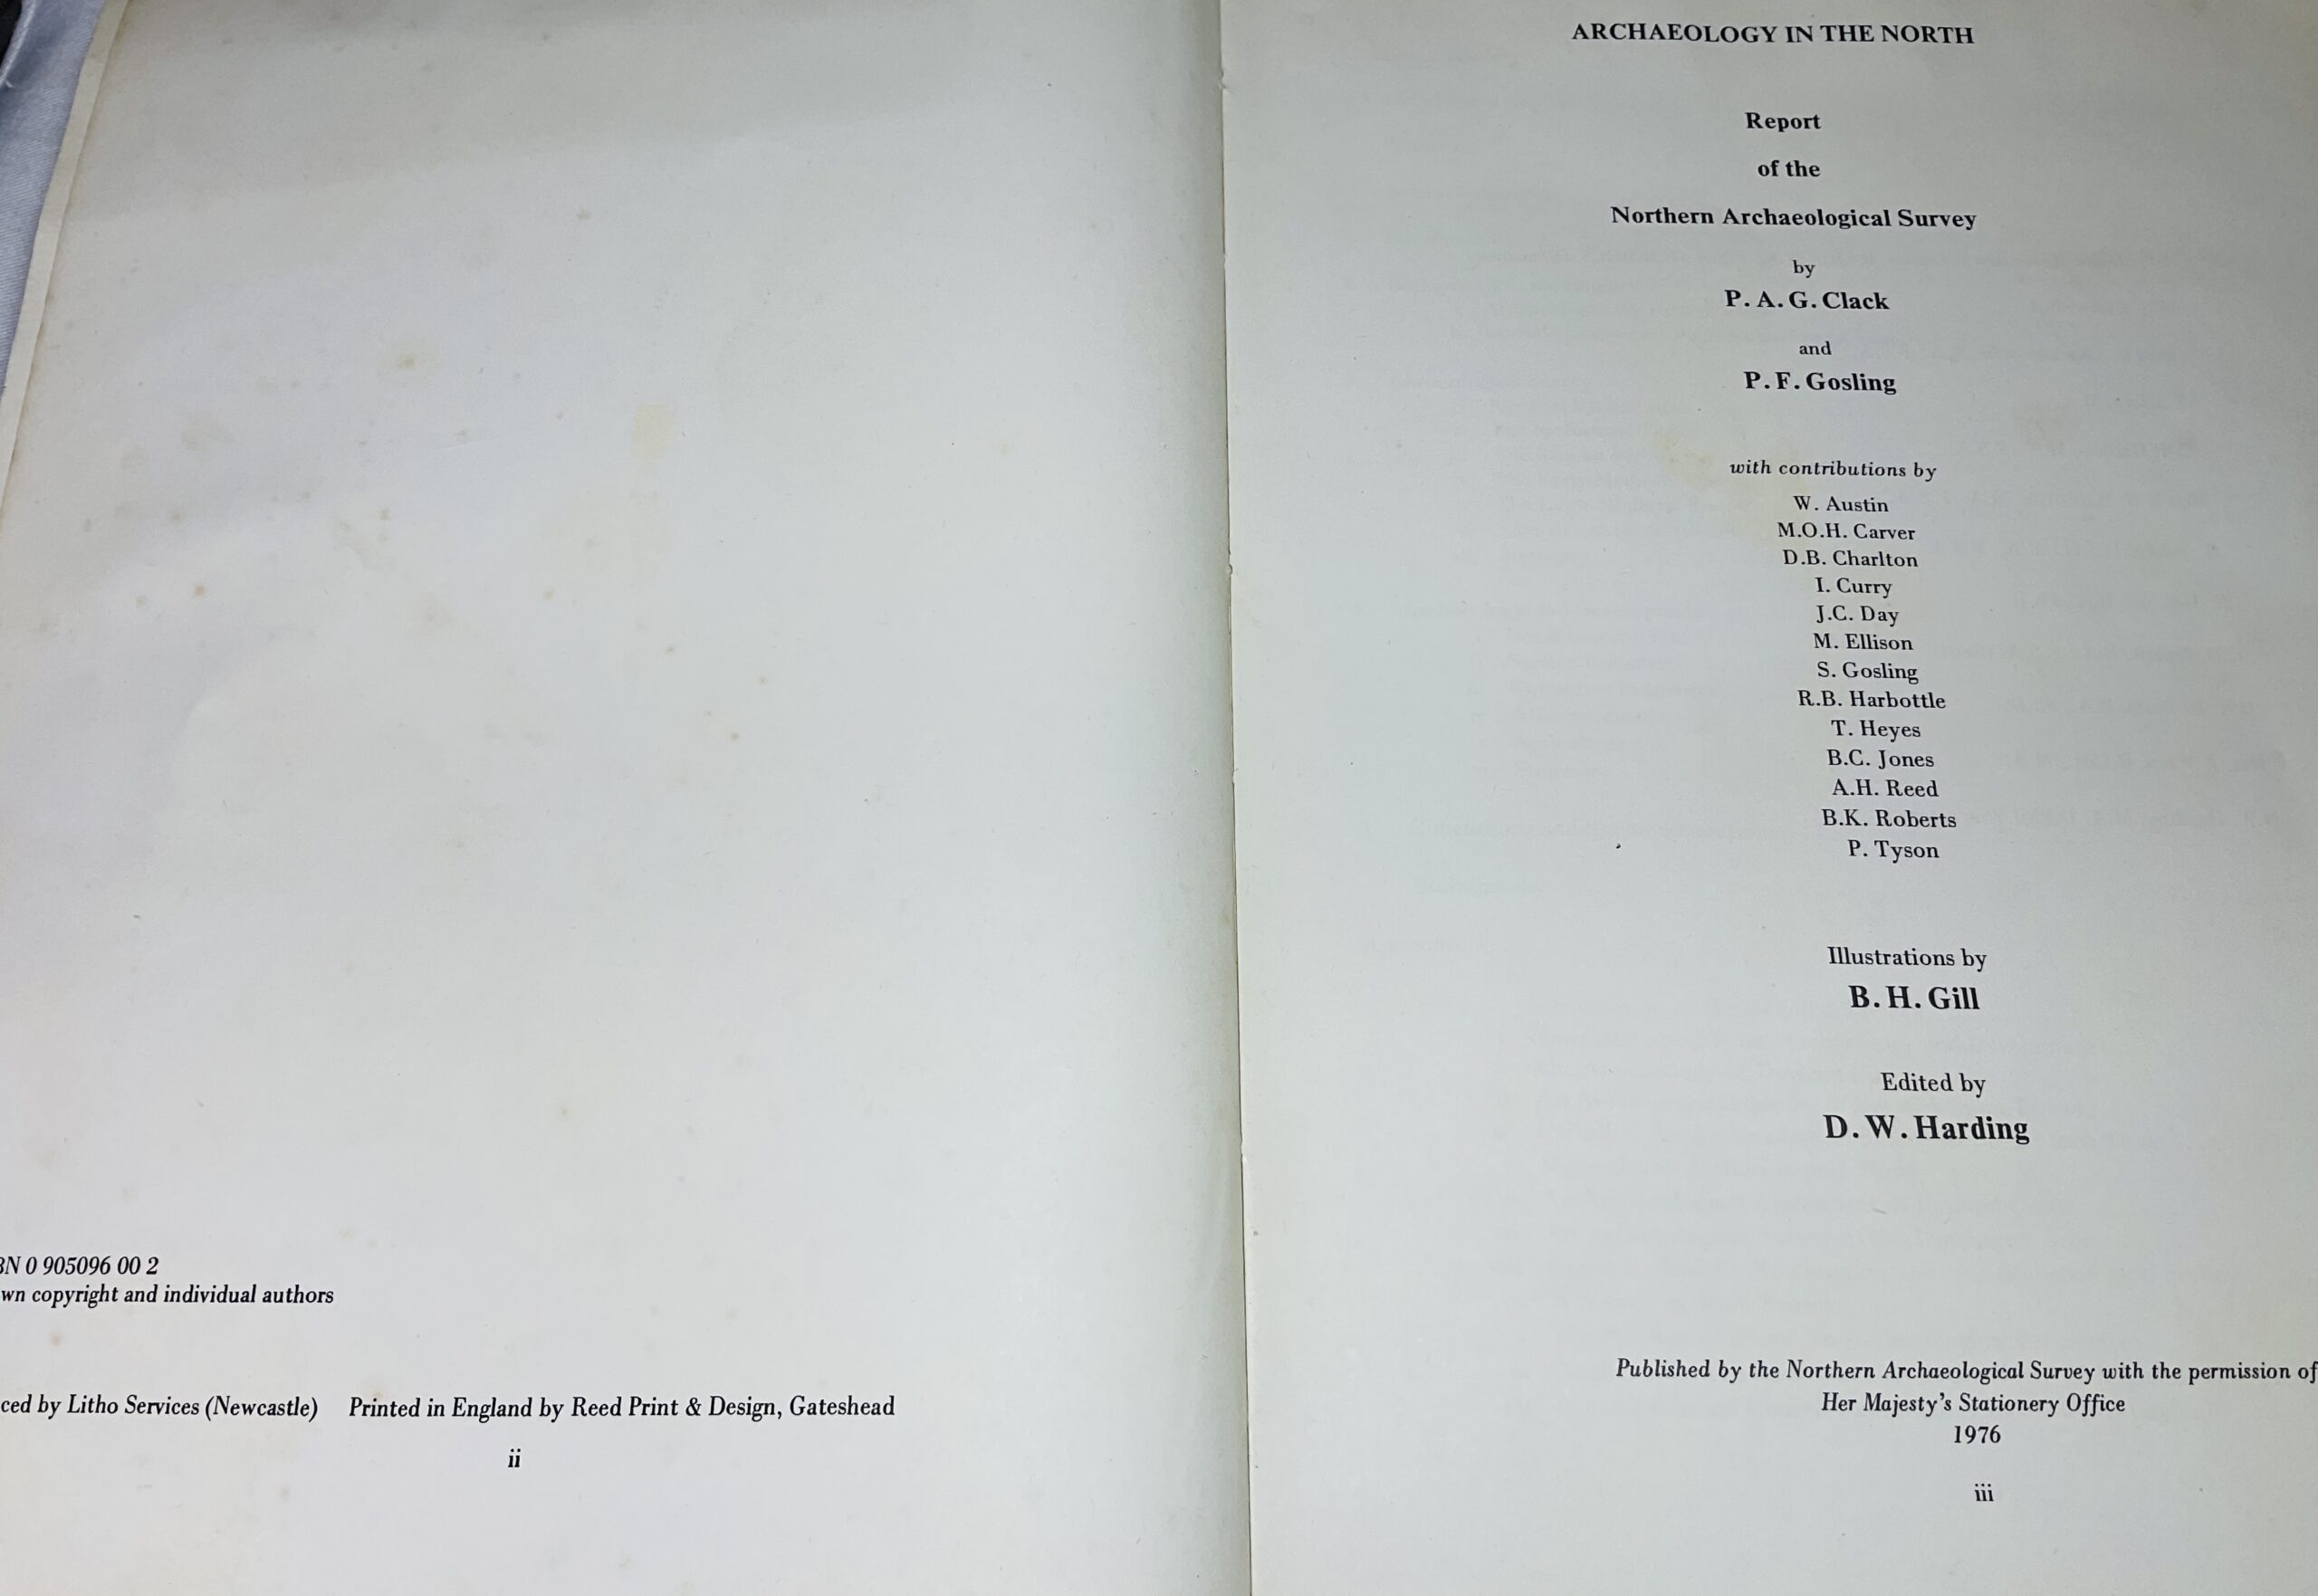 BN 0 905096 00 2
wn copyright and individual authors
ced by Litho Services (Newcastle) Printed in England by Reed Print & Design, Gateshead
ii
ARCHAEOLOGY IN THE NORTH
Report
of the
Northern Archaeological Survey
by
P. A. G. Clack
and
P. F. Gosling
with contributions by
W. Austin
M.O.H. Carver
D.B. Charlton
I. Curry
J.C. Day
M. Ellison
S. Gosling
R.B. Harbottle
T. Heyes
B.C. Jones
A.H. Reed
B.K. Roberts
P. Tyson
Illustrations by
B. H. Gill
Edited by
D. W. Harding
Published by the Northern Archaeological Survey with the permission of
Her Majesty's Stationery Office
1976
iii